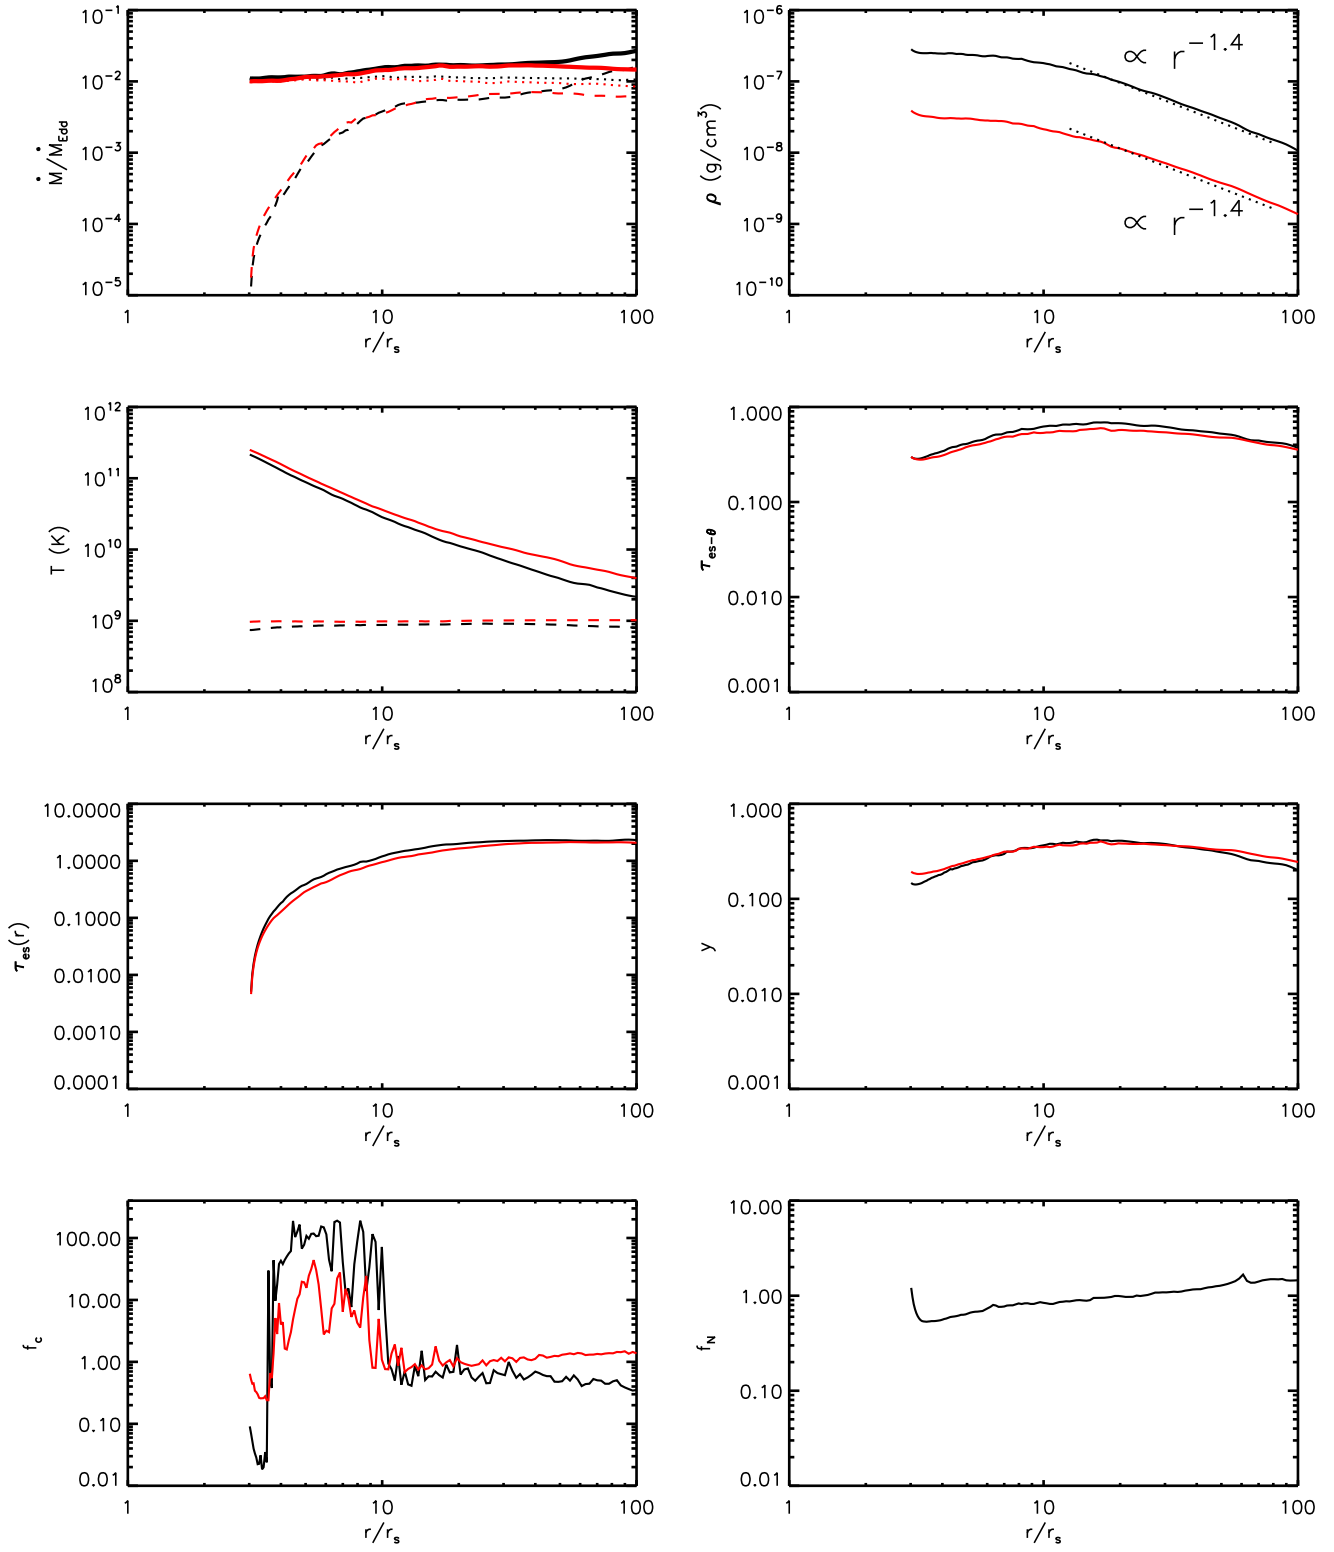 10⁻¹
10⁻²
10⁻³
10⁻⁴
10⁻⁵
Ṁ/Ṁ_Edd
1 10 100
r/r_s
10⁻⁶
10⁻⁷
10⁻⁸
10⁻⁹
10⁻¹⁰
ρ (g/cm³)
∝ r⁻¹·⁴
∝ r⁻¹·⁴
1 10 100
r/r_s
10¹²
10¹¹
10¹⁰
10⁹
10⁸
T (K)
1 10 100
r/r_s
1.000
0.100
0.010
0.001
τ_es−θ
1 10 100
r/r_s
10.0000
1.0000
0.1000
0.0100
0.0010
0.0001
τ_es(r)
1 10 100
r/r_s
1.000
0.100
0.010
0.001
y
1 10 100
r/r_s
100.00
10.00
1.00
0.10
0.01
f_c
1 10 100
r/r_s
10.00
1.00
0.10
0.01
f_N
1 10 100
r/r_s